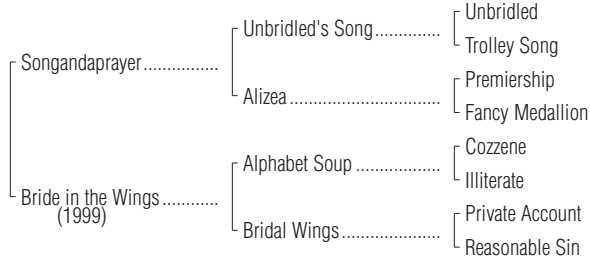 Unbridled
Unbridled's Song..............
Trolley Song
Songandaprayer................
Premiership
Alizea................................
Fancy Medallion
Cozzene
Alphabet Soup ..................
Illiterate
Bride in the Wings............
(1999)
Private Account
Bridal Wings.....................
Reasonable Sin